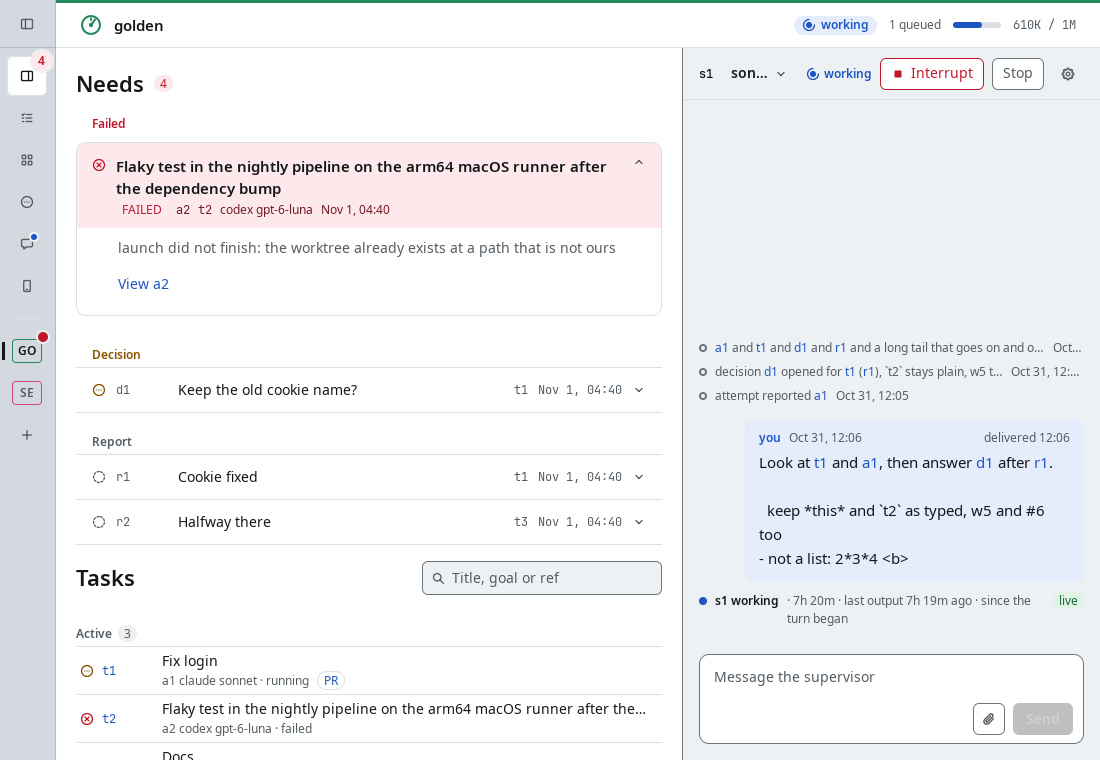 golden
working
1 queued
610K / 1M
4
GO
SE
Needs 4
Failed
Flaky test in the nightly pipeline on the arm64 macOS runner after
the dependency bump
FAILED a2 t2 codex gpt-6-luna Nov 1, 04:40
launch did not finish: the worktree already exists at a path that is not ours
View a2
Decision
d1 Keep the old cookie name? t1 Nov 1, 04:40
Report
r1 Cookie fixed t1 Nov 1, 04:40
r2 Halfway there t3 Nov 1, 04:40
Tasks
Title, goal or ref
Active 3
t1 Fix login
a1 claude sonnet · running PR
t2 Flaky test in the nightly pipeline on the arm64 macOS runner after the...
a2 codex gpt-6-luna · failed
Docs
s1 son... working Interrupt Stop
a1 and t1 and d1 and r1 and a long tail that goes on and o... Oct...
decision d1 opened for t1 (r1), `t2` stays plain, w5 t... Oct 31, 12:...
attempt reported a1 Oct 31, 12:05
you Oct 31, 12:06 delivered 12:06
Look at t1 and a1, then answer d1 after r1.
keep *this* and `t2` as typed, w5 and #6
too
- not a list: 2*3*4 <b>
s1 working · 7h 20m · last output 7h 19m ago · since the
turn began
live
Message the supervisor
Send